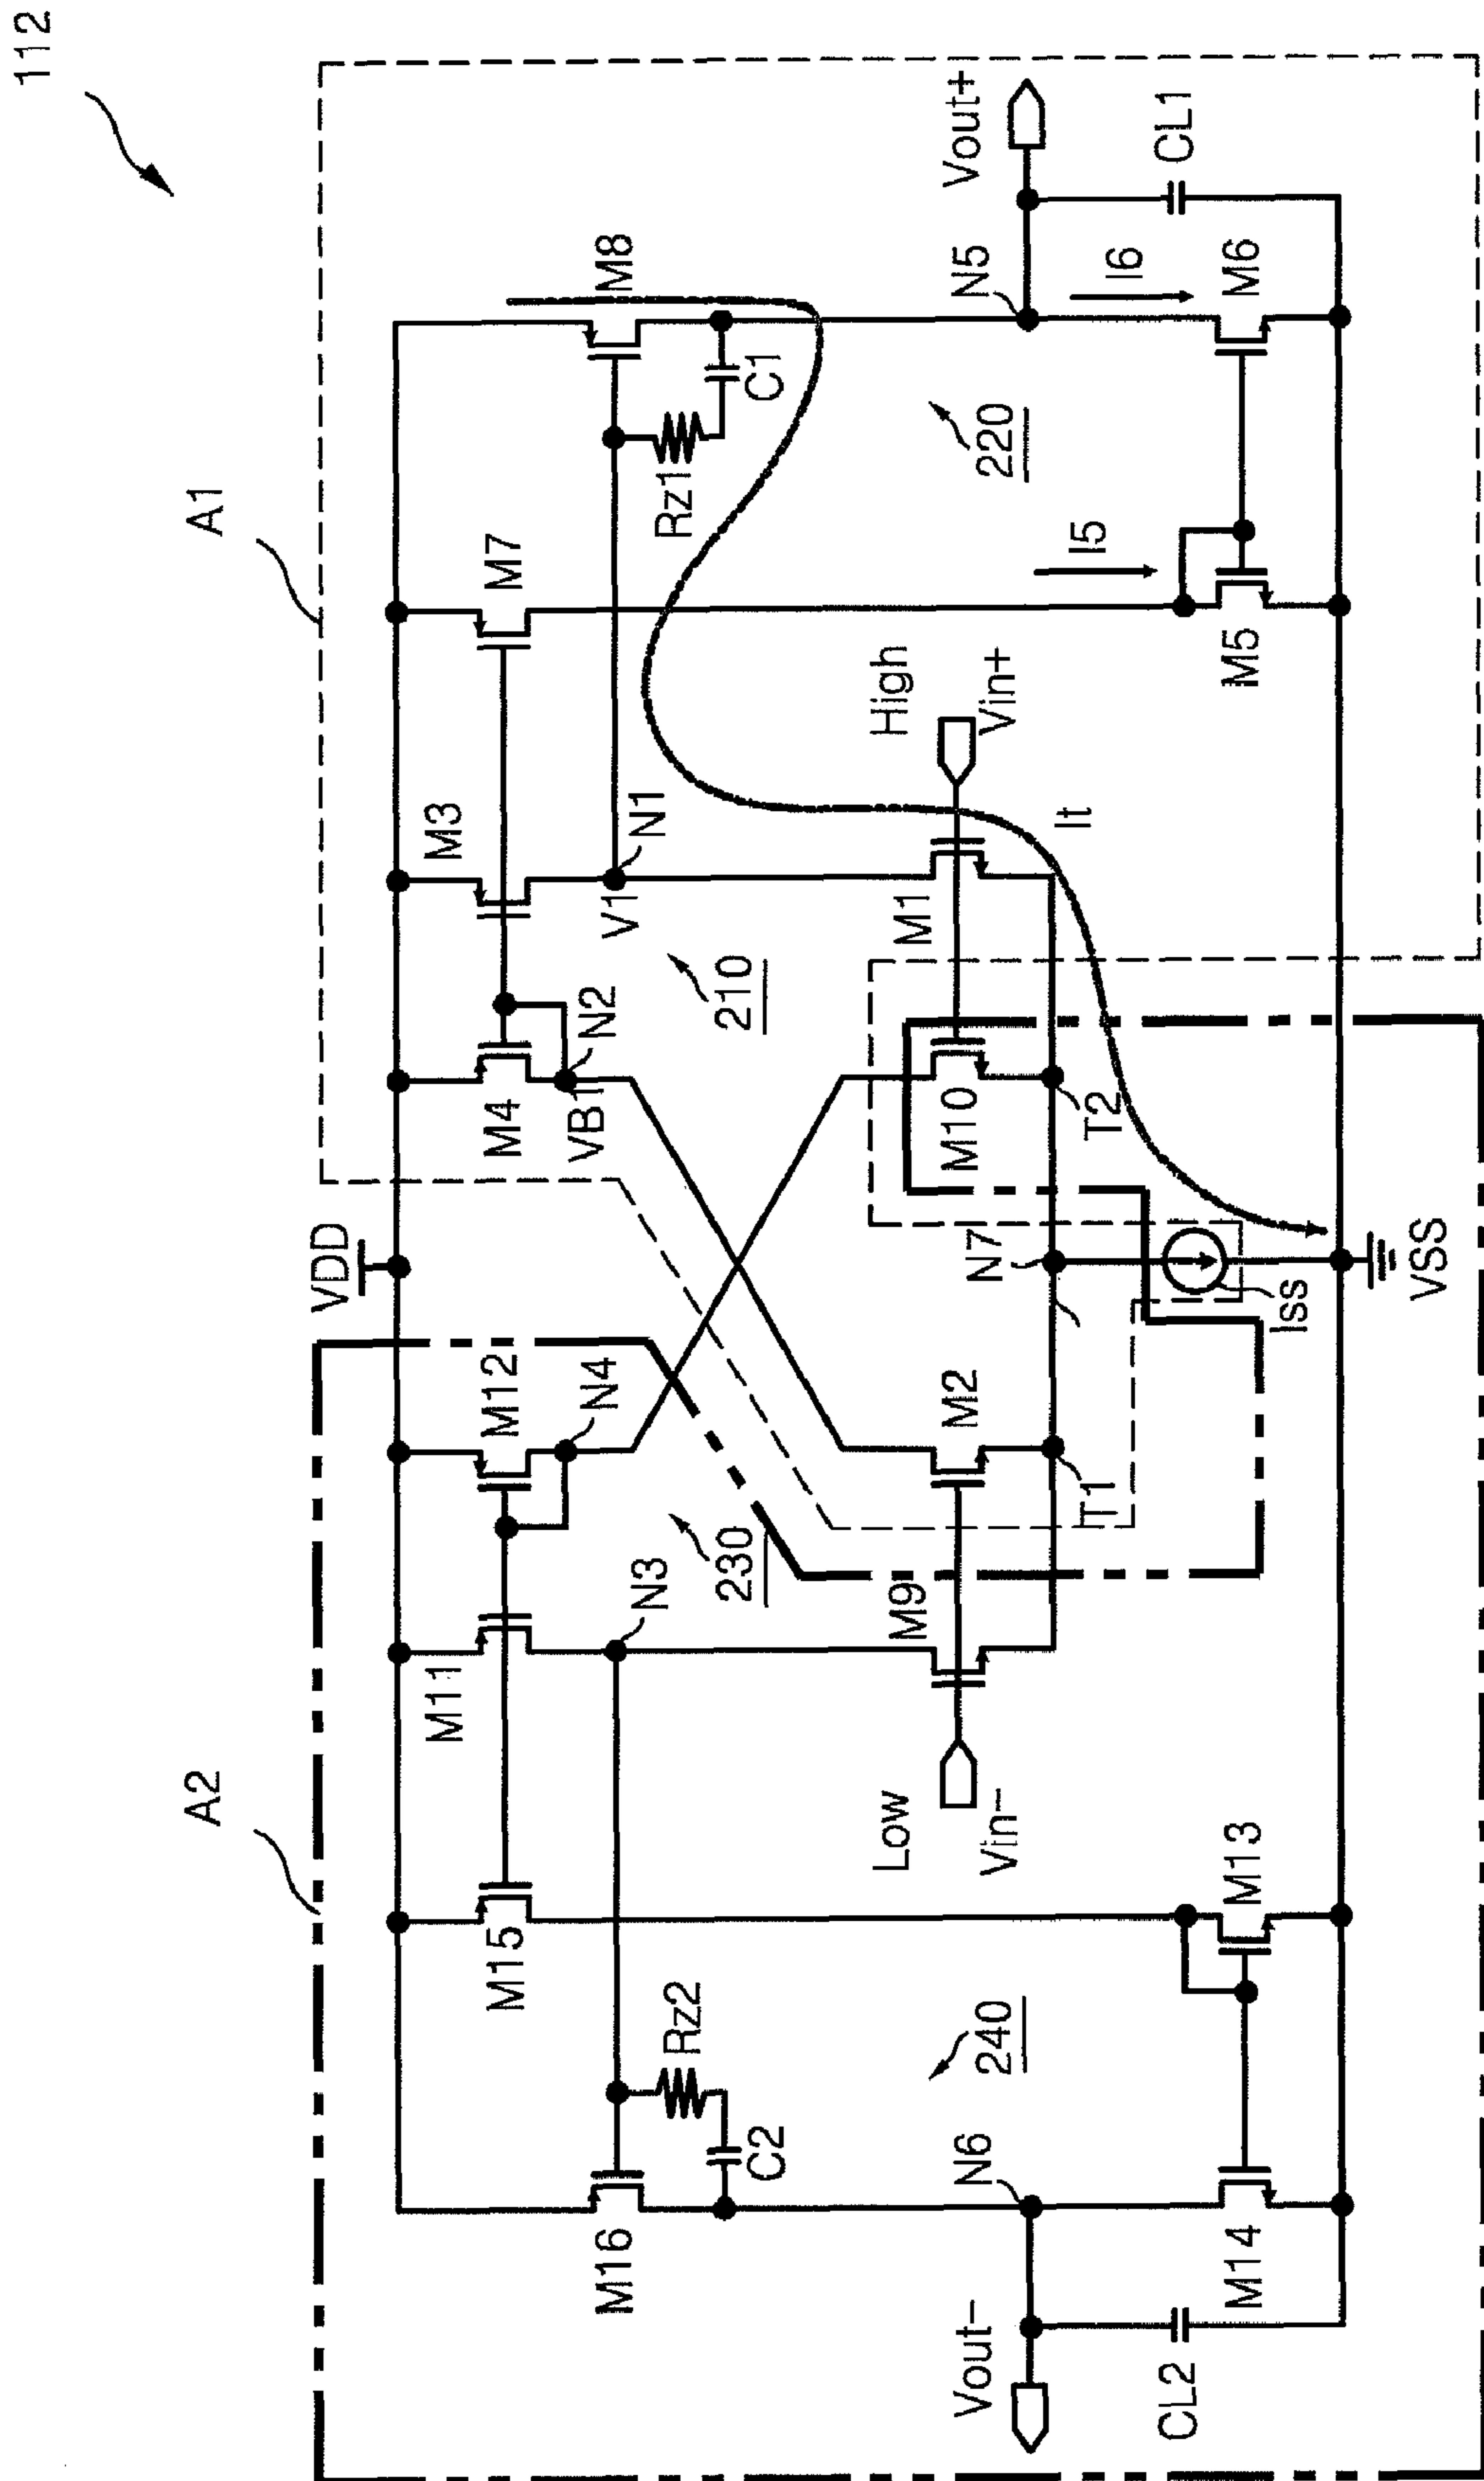 112
A2
A1
VDD
M16
M15
M11
M12
M4
M3
M7
M8
Rz2
C2
N3
N4
VB1
N2
V1
N1
Rz1
C1
230
210
Low
Vin-
M9
M2
M10
M1
High
Vin+
It
T1
N7
T2
Vout-
N6
240
220
N5
Vout+
I5
I6
CL2
M14
M13
Iss
M5
M6
CL1
VSS